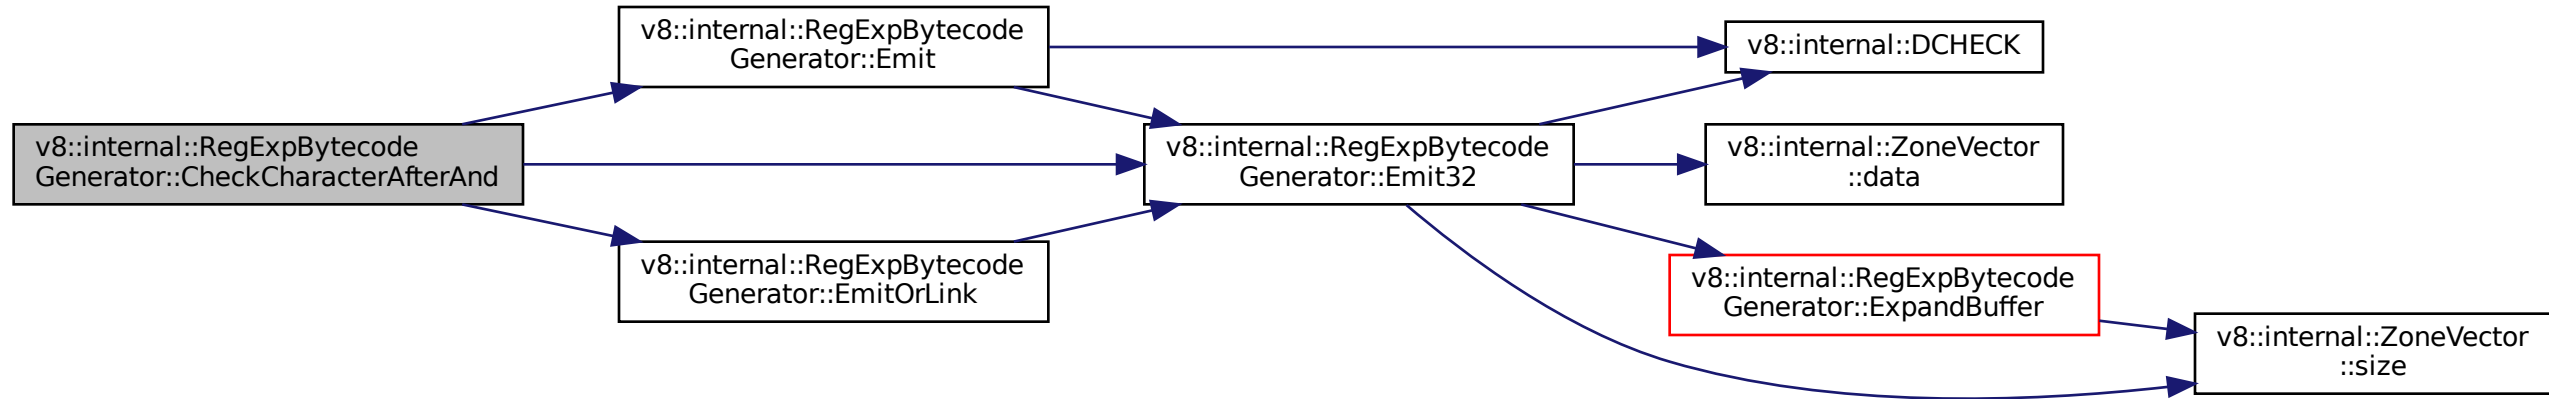 v8::internal::RegExpBytecode
Generator::CheckCharacterAfterAnd
v8::internal::RegExpBytecode
Generator::Emit
v8::internal::RegExpBytecode
Generator::EmitOrLink
v8::internal::RegExpBytecode
Generator::Emit32
v8::internal::DCHECK
v8::internal::ZoneVector
::data
v8::internal::RegExpBytecode
Generator::ExpandBuffer
v8::internal::ZoneVector
::size